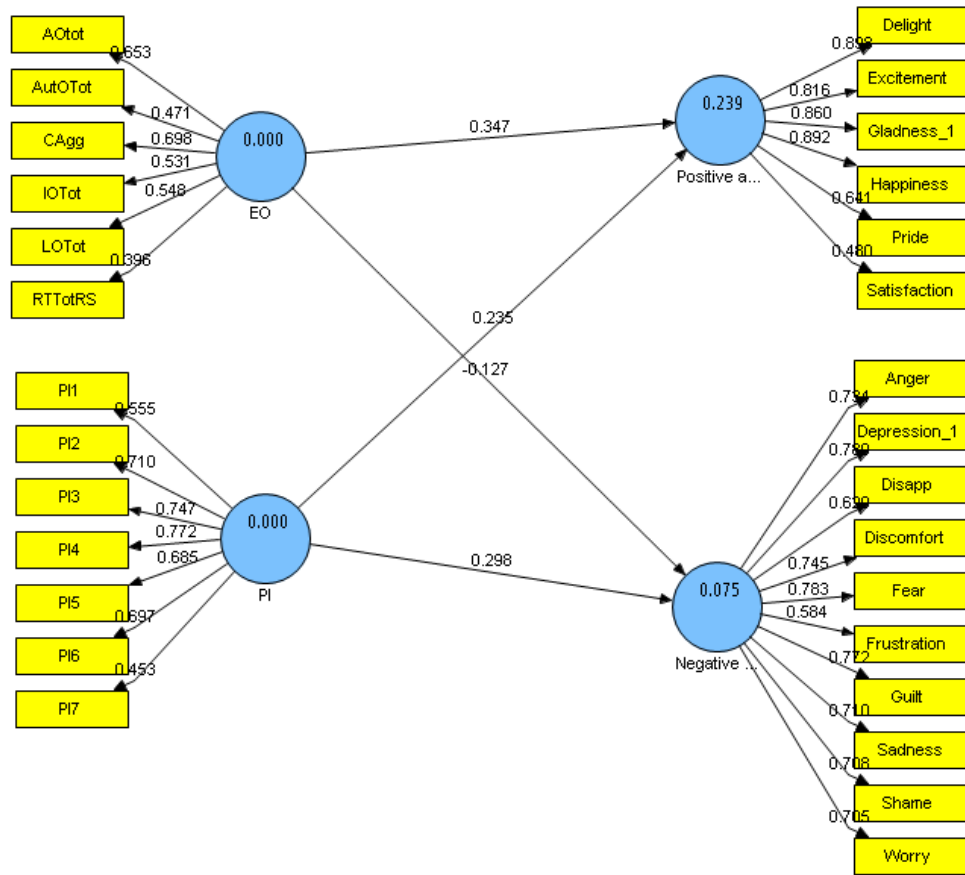 AOtot
0.653
AutOTot
0.471
CAgg
0.698
IOTot
0.531
LOTot
0.548
RTTotRS
0.396
0.000
EO
0.347
0.239
Positive a...
Delight
0.898
Excitement
0.816
Gladness_1
0.860
Happiness
0.892
Pride
0.641
Satisfaction
0.480
0.235
-0.127
PI1
0.555
PI2
0.710
PI3
0.747
PI4
0.772
PI5
0.685
PI6
0.697
PI7
0.453
0.000
PI
0.298
0.075
Negative ...
Anger
0.734
Depression_1
0.789
Disapp
Discomfort
0.745
Fear
0.783
Frustration
0.584
Guilt
0.772
Sadness
0.710
Shame
0.708
Worry
0.705